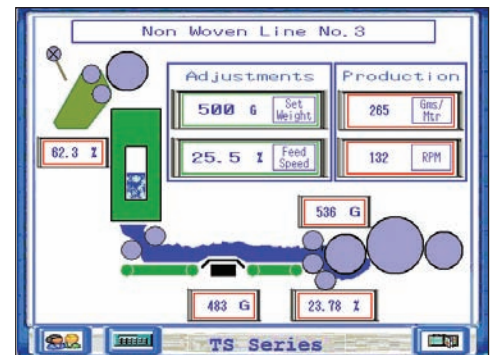 Non Woven Line No.3
Adjustments
Production
500 G Set Weight
265 Gms/ Mtr
25.5 % Feed Speed
132 RPM
62.3 %
536 G
483 G
23.78 %
TS Series